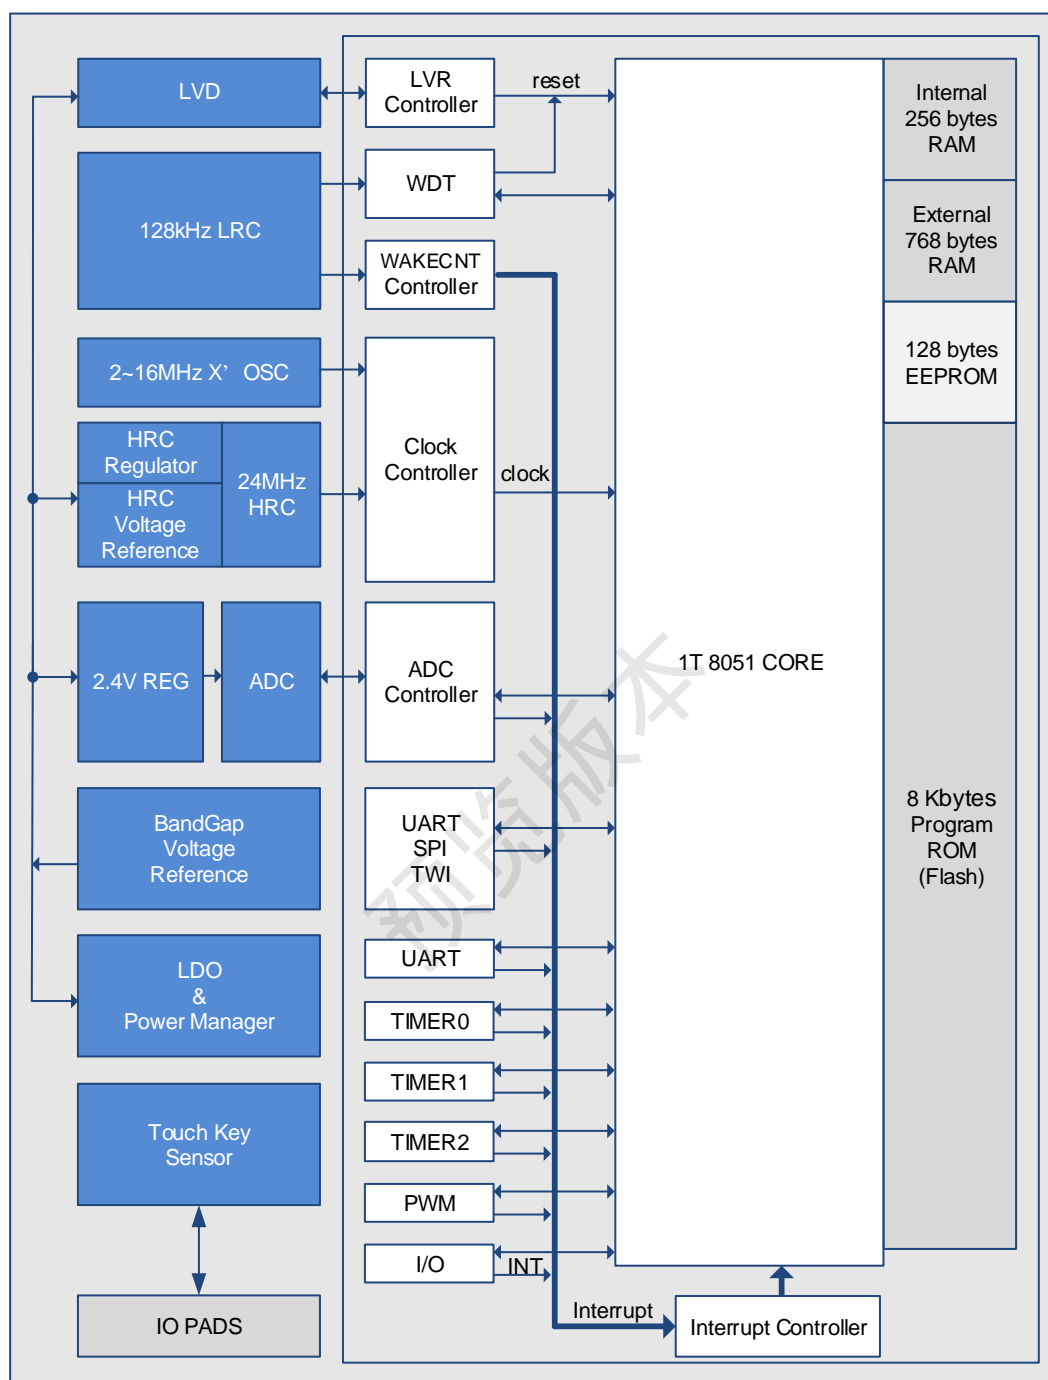 LVD
LVR
Controller
reset
Internal
256 bytes
RAM
128kHz LRC
WDT
External
768 bytes
RAM
WAKECNT
Controller
2~16MHz X’ OSC
128 bytes
EEPROM
HRC
Regulator
HRC
Voltage
Reference
24MHz
HRC
Clock
Controller
clock
1T 8051 CORE
2.4V REG
ADC
ADC
Controller
BandGap
Voltage
Reference
UART
SPI
TWI
8 Kbytes
Program
ROM
(Flash)
预览版本
UART
LDO
&
Power Manager
TIMER0
TIMER1
Touch Key
Sensor
TIMER2
PWM
I/O
INT
IO PADS
Interrupt
Interrupt Controller